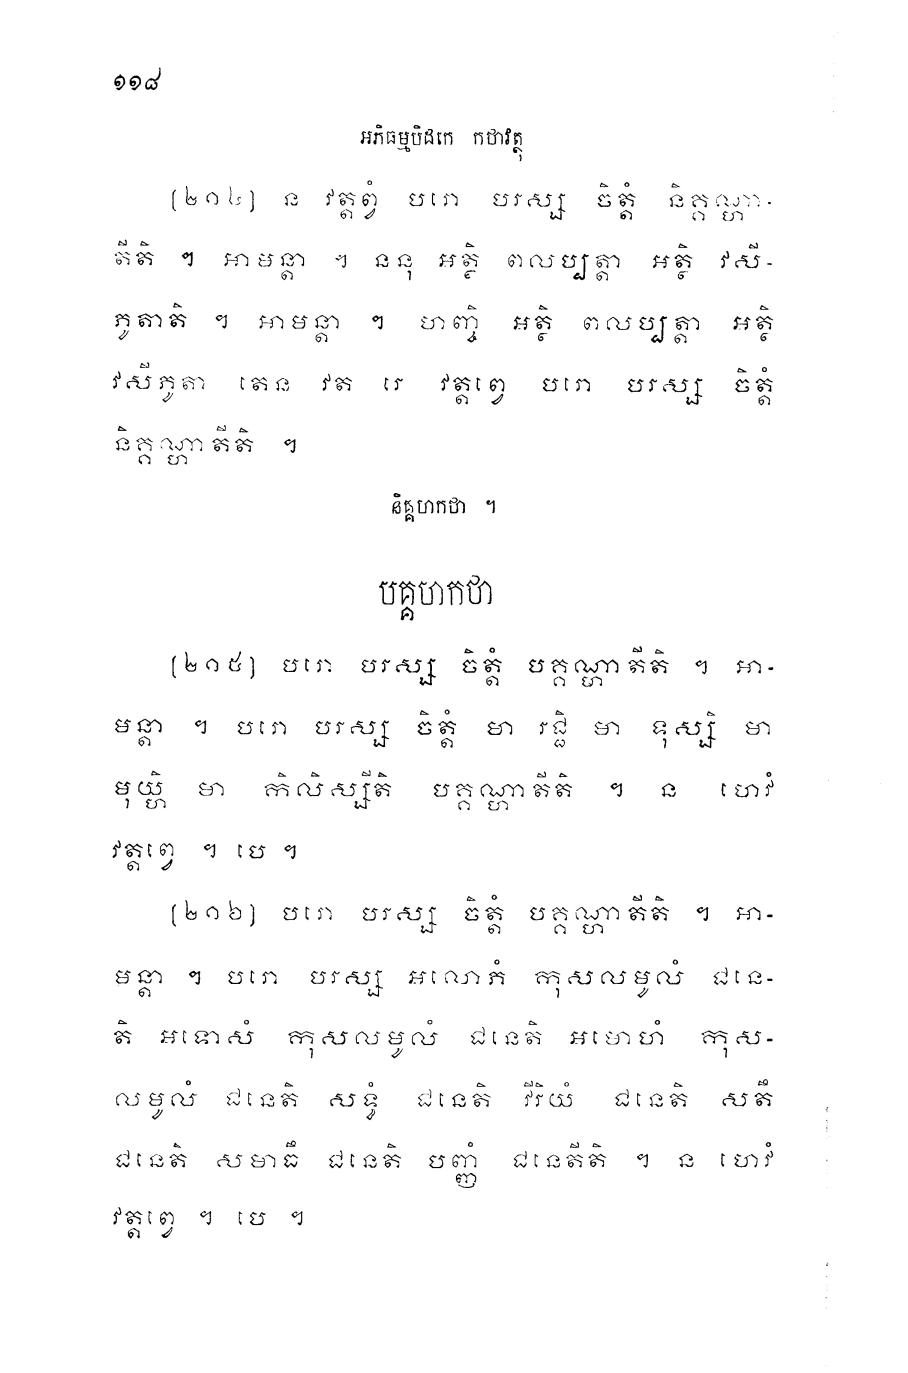 ១១៨
អភិធម្មបិដកេ កថាវត្ថុ
(២០៤) ន វត្តព្វំ បរោ បរស្ស ចិត្តំ និគ្គណ្ហា-
តីតិ ។ អាមន្តា ។ ននុ អត្ថិ ពលប្បត្តា អត្ថិ វសី-
ភូតាតិ ។ អាមន្តា ។ ហញ្ចិ អត្ថិ ពលប្បត្តា អត្ថិ
វសីភូតា តេន វត រេ វត្តព្វេ បរោ បរស្ស ចិត្តំ
និគ្គណ្ហាតីតិ ។
និគ្គហកថា ។
បគ្គហកថា
(២០៥) បរោ បរស្ស ចិត្តំ បគ្គណ្ហាតីតិ ។ អា-
មន្តា ។ បរោ បរស្ស ចិត្តំ មា រជ្ជិ មា ទុស្សិ មា
មុយ្ហិ មា កិលិស្សីតិ បគ្គណ្ហាតីតិ ។ ន ហេវំ
វត្តព្វេ ។ បេ ។
(២០៦) បរោ បរស្ស ចិត្តំ បគ្គណ្ហាតីតិ ។ អា-
មន្តា ។ បរោ បរស្ស អលោភំ កុសលមូលំ ជនេ-
តិ អទោសំ កុសលមូលំ ជនេតិ អមោហំ កុស-
លមូលំ ជនេតិ សទ្ធំ ជនេតិ វីរិយំ ជនេតិ សតឹ
ជនេតិ សមាធឹ ជនេតិ បញ្ញំ ជនេតីតិ ។ ន ហេវំ
វត្តព្វេ ។ បេ ។